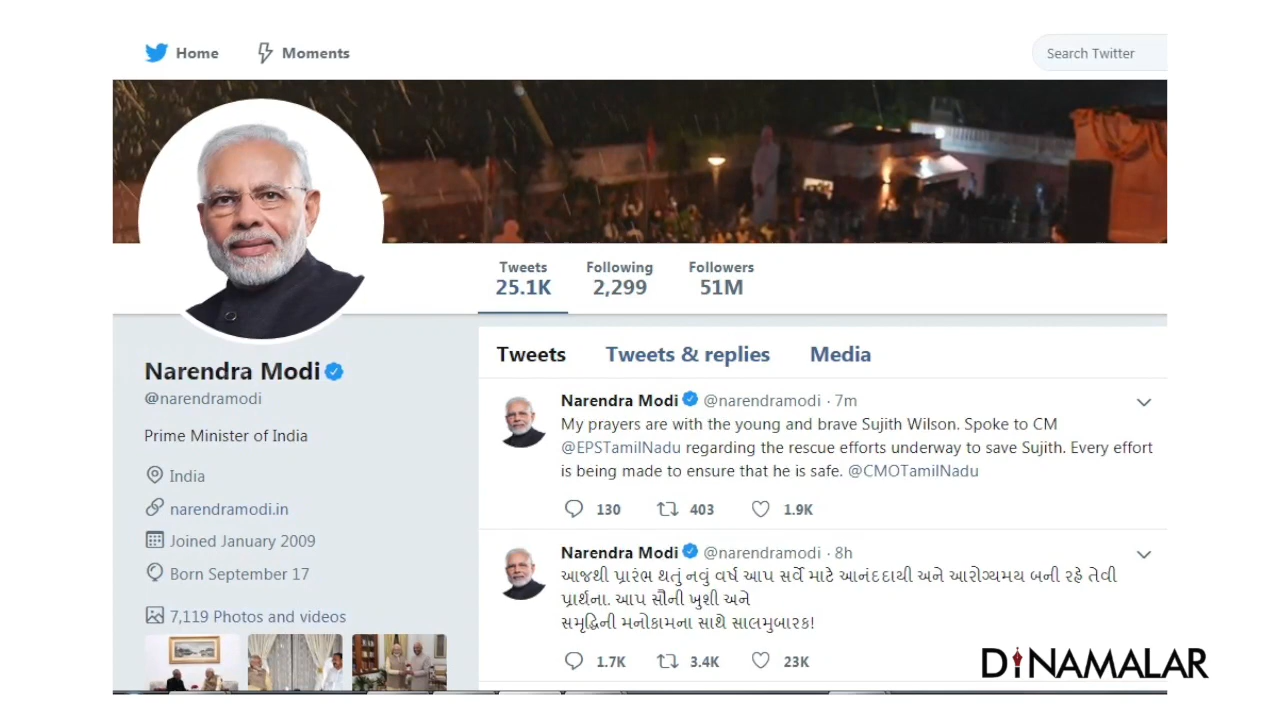 Home
Moments
Search Twitter
Tweets
25.1K
Following
2,299
Followers
51M
Narendra Modi
@narendramodi
Prime Minister of India
India
narendramodi.in
Joined January 2009
Born September 17
7,119 Photos and videos
Tweets
Tweets & replies
Media
Narendra Modi @narendramodi · 7m
My prayers are with the young and brave Sujith Wilson. Spoke to CM
@EPSTamilNadu regarding the rescue efforts underway to save Sujith. Every effort
is being made to ensure that he is safe. @CMOTamilNadu
130
403
1.9K
Narendra Modi @narendramodi · 8h
આજથી પ્રારંભ થતું નવું વર્ષ આપ સર્વે માટે આનંદદાયી અને આરોગ્યમય બની રહે તેવી
પ્રાર્થના. આપ સૌની ખુશી અને
સમૃદ્ધિની મનોકામના સાથે સાલમુબારક!
1.7K
3.4K
23K
DINAMALAR